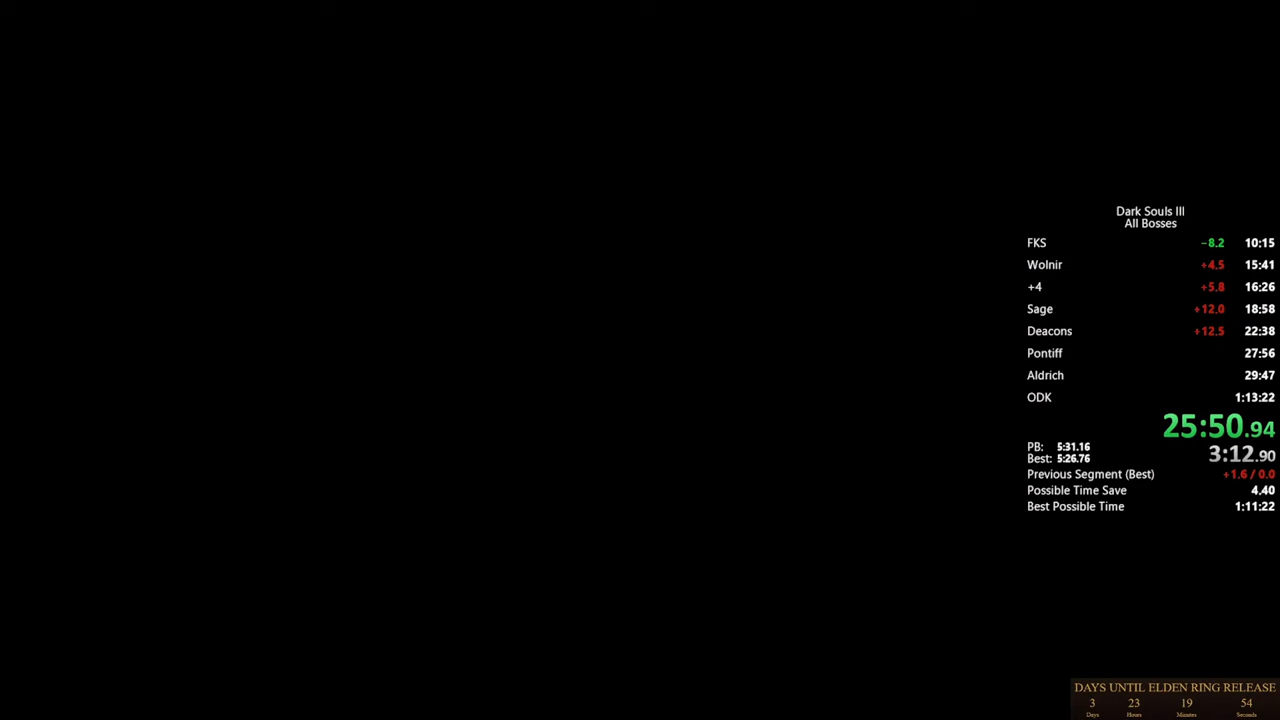 Dark Souls III
All Bosses
FKS −8.2 10:15
Wolnir +4.5 15:41
+4 +5.8 16:26
Sage +12.0 18:58
Deacons +12.5 22:38
Pontiff 27:56
Aldrich 29:47
ODK 1:13:22
25:50.94
PB: 5:31.16
Best: 5:26.76 3:12.90
Previous Segment (Best) +1.6 / 0.0
Possible Time Save 4.40
Best Possible Time 1:11:22
DAYS UNTIL ELDEN RING RELEASE
3 23 19 54
Days Hours Minutes Seconds